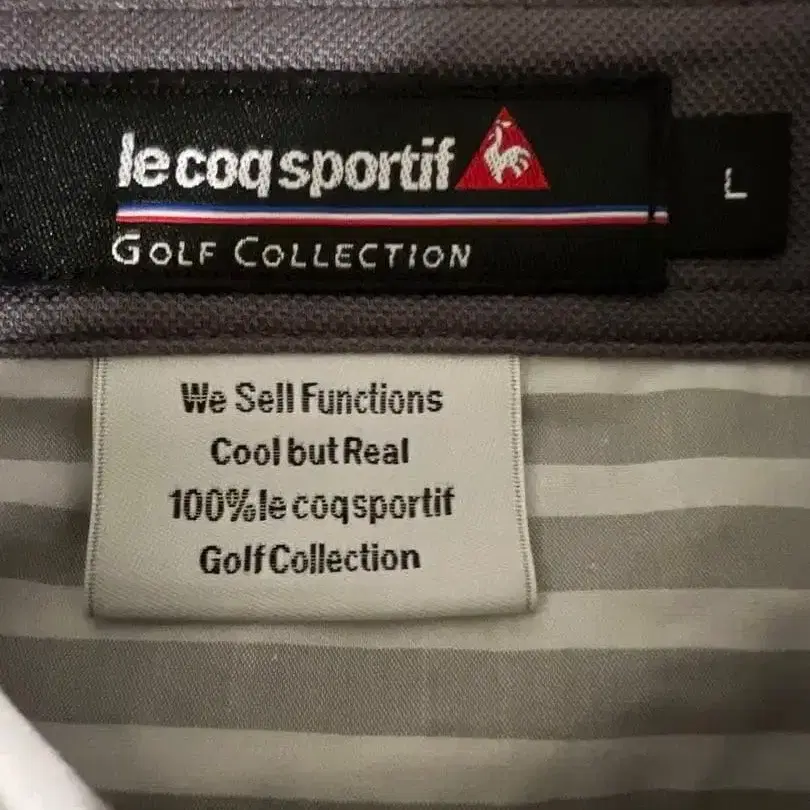 le coq sportif
L
GOLF COLLECTION
We Sell Functions
Cool but Real
100% le coq sportif
Golf Collection